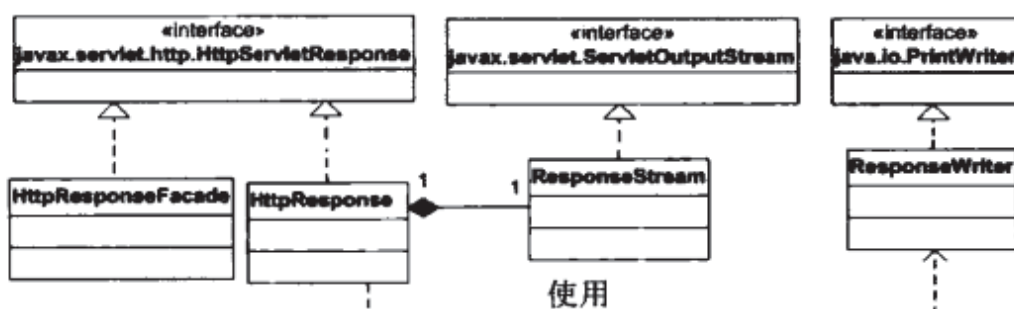 «interface»
javax.servlet.http.HttpServletResponse
«interface»
javax.servlet.ServletOutputStream
«interface»
java.io.PrintWriter
HttpResponseFacade
HttpResponse
1
1
ResponseStream
ResponseWriter
使用